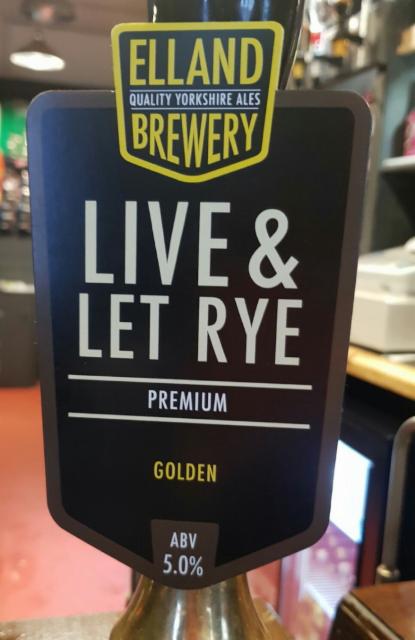 ELLAND
QUALITY YORKSHIRE ALES
BREWERY
LIVE &
LET RYE
PREMIUM
GOLDEN
ABV
5.0%